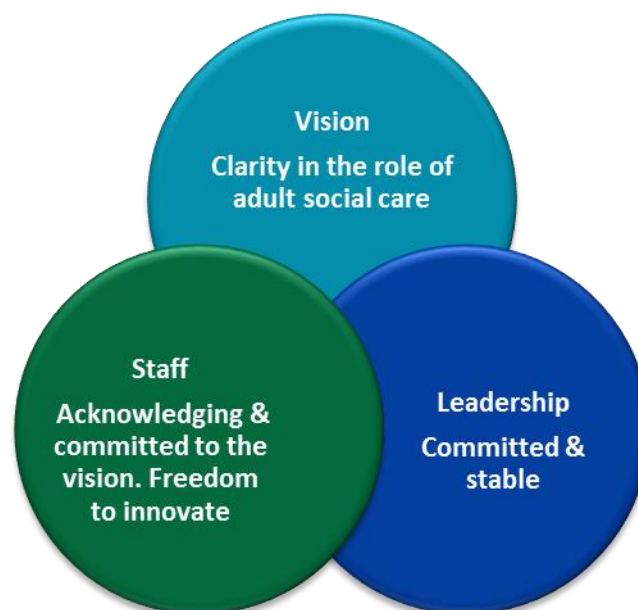 Vision
Clarity in the role of
adult social care
Staff
Acknowledging &
committed to the
vision. Freedom
to innovate
Leadership
Committed &
stable